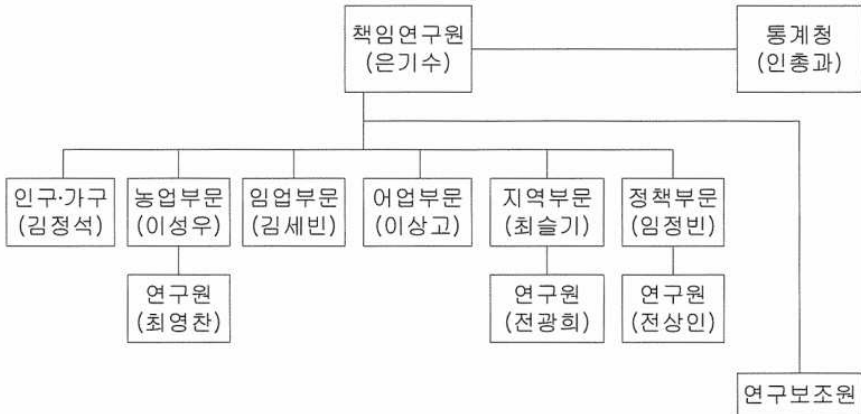 책임연구원
(은기수)
통계청
(인총과)
인구·가구
(김정석)
농업부문
(이성우)
임업부문
(김세빈)
어업부문
(이상고)
지역부문
(최슬기)
정책부문
(임정빈)
연구원
(최영찬)
연구원
(전광희)
연구원
(전상인)
연구보조원